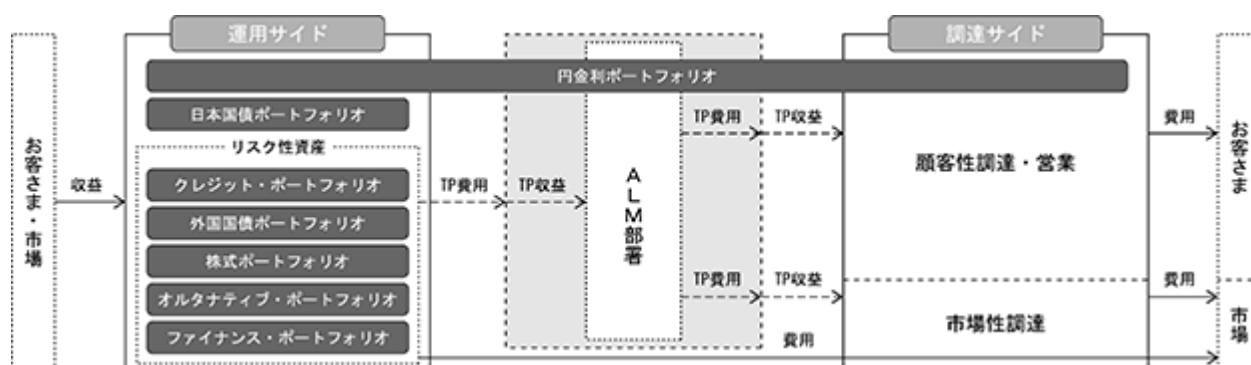 運用サイド
調達サイド
円金利ポートフォリオ
日本国債ポートフォリオ
リスク性資産
クレジット・ポートフォリオ
外国国債ポートフォリオ
株式ポートフォリオ
オルタナティブ・ポートフォリオ
ファイナンス・ポートフォリオ
お客さま・市場
収益
TP費用
TP収益
ALM部署
TP費用
TP収益
TP費用
TP収益
費用
顧客性調達・営業
市場性調達
費用
費用
お客さま
市場